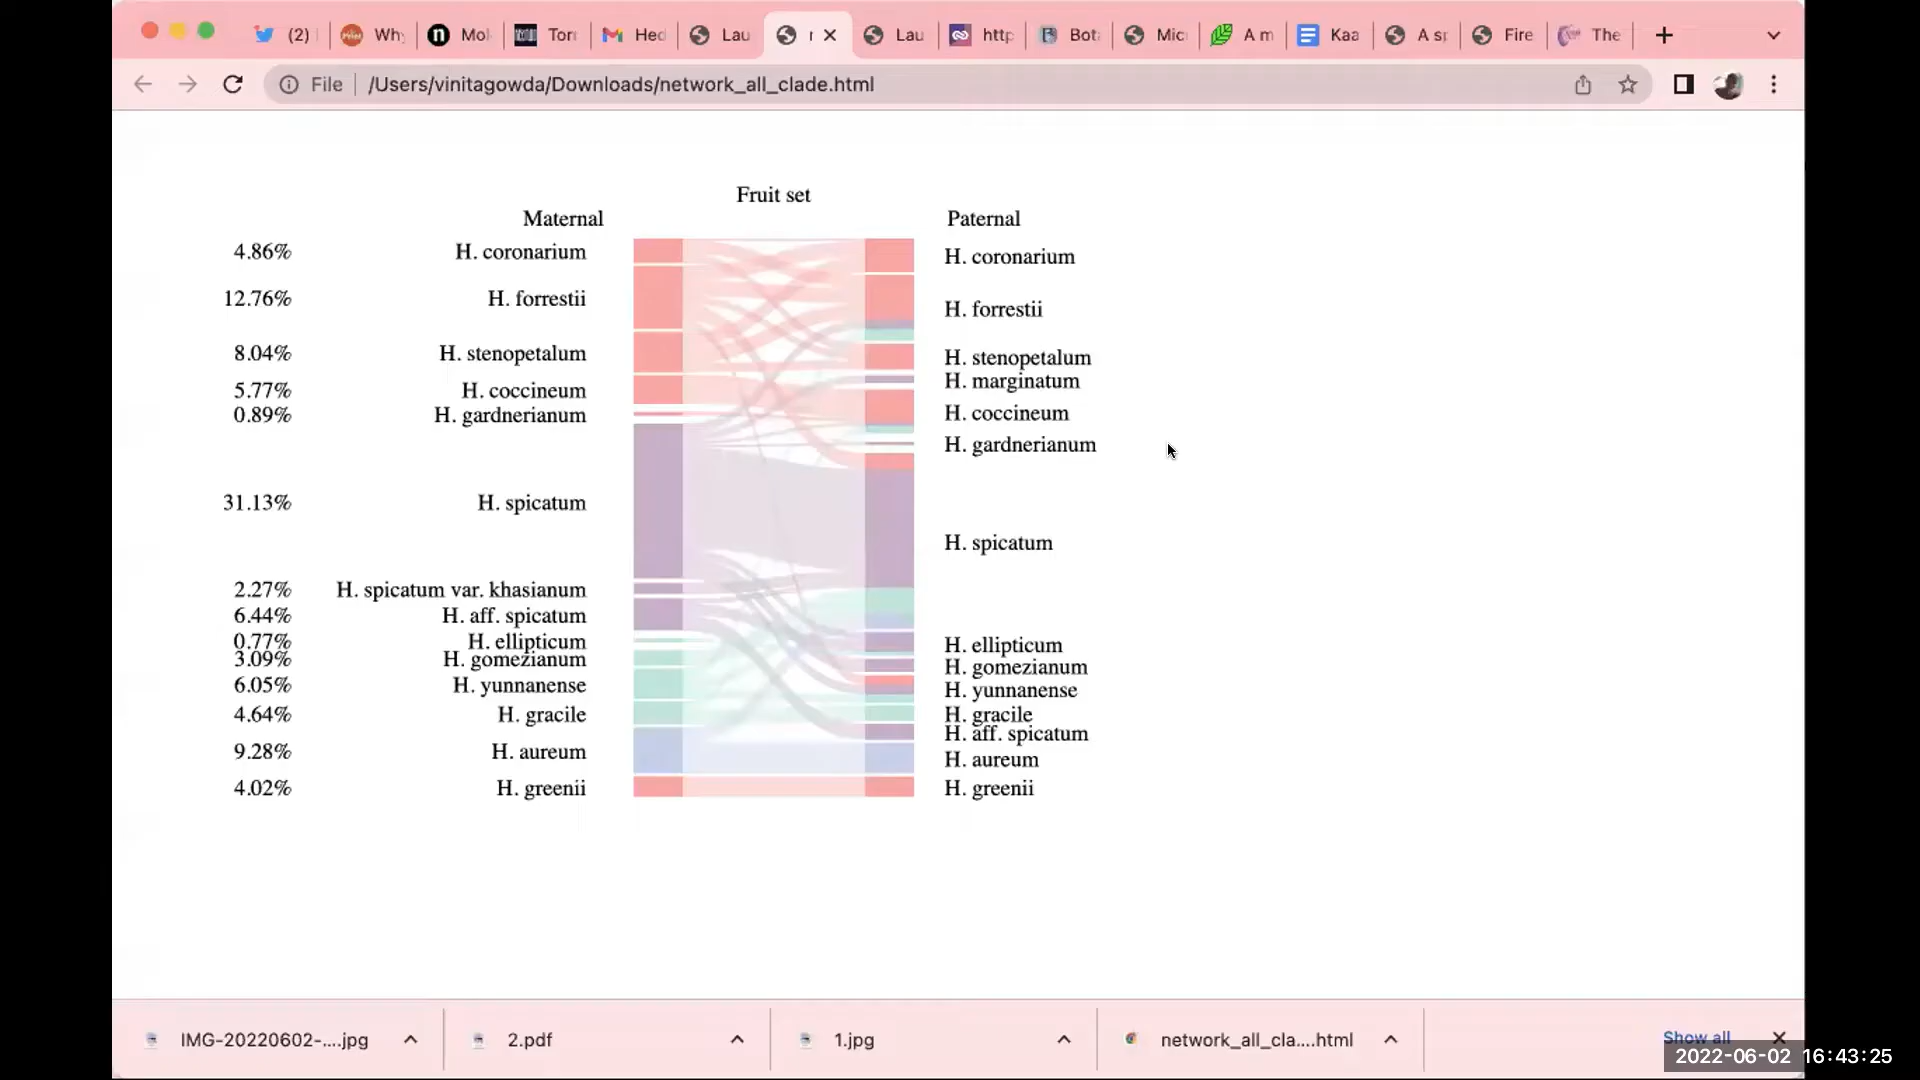 (2) Why Mol Tor Hec Lau Lau http Bot Mic A m Kaa A sp Fire The
File /Users/vinitagowda/Downloads/network_all_clade.html
Fruit set
Maternal Paternal
4.86% H. coronarium H. coronarium
12.76% H. forrestii H. forrestii
8.04% H. stenopetalum H. stenopetalum
H. marginatum
5.77% H. coccineum H. coccineum
0.89% H. gardnerianum H. gardnerianum
31.13% H. spicatum H. spicatum
2.27% H. spicatum var. khasianum
6.44% H. aff. spicatum
0.77% H. ellipticum H. ellipticum
3.09% H. gomezianum H. gomezianum
6.05% H. yunnanense H. yunnanense
4.64% H. gracile H. gracile
H. aff. spicatum
9.28% H. aureum H. aureum
4.02% H. greenii H. greenii
IMG-20220602-....jpg 2.pdf 1.jpg network_all_cla....html Show all
2022-06-02 16:43:25